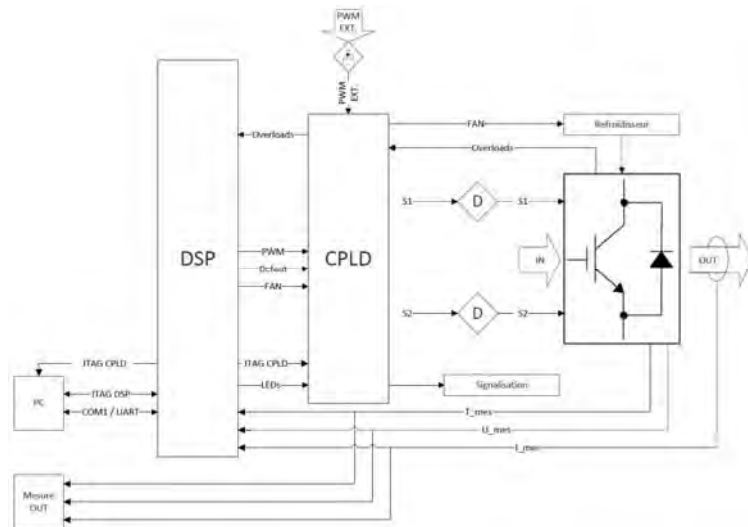 PWM
EXT.
PWM
EXT.
FAN
Refroidisseur
Overloads
Overloads
S1
D
S1
DSP
PWM
CPLD
IN
OUT
Defaut
FAN
S2
D
S2
JTAG CPLD
JTAG CPLD
PC
JTAG DSP
LEDs
Signalisation
COM1 / UART
T_mes
U_mes
I_mes
Mesure
OUT